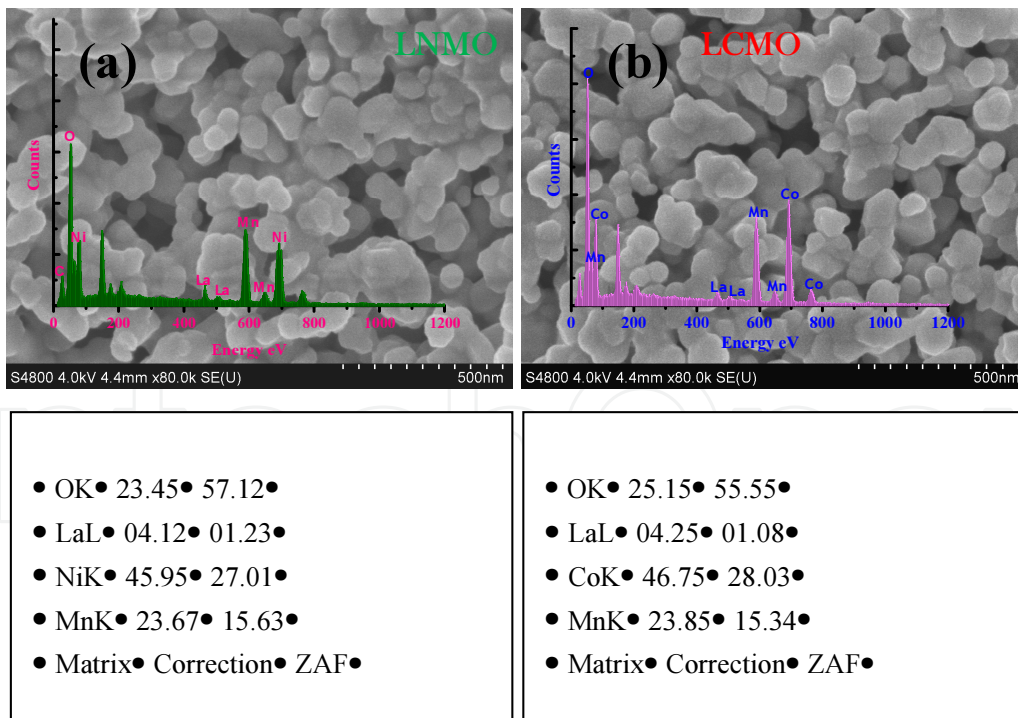 (a) LNMO
Counts
O
Ni
C
La
La
Mn
Mn
Ni
0 200 400 600 800 1000 1200
Energy eV
S4800 4.0kV 4.4mm x80.0k SE(U) 500nm
(b) LCMO
Counts
O
Co
Mn
La
La
Mn
Mn
Co
Co
0 200 400 600 800 1000 1200
Energy eV
S4800 4.0kV 4.4mm x80.0k SE(U) 500nm
● OK● 23.45● 57.12●
● LaL● 04.12● 01.23●
● NiK● 45.95● 27.01●
● MnK● 23.67● 15.63●
● Matrix● Correction● ZAF●
● OK● 25.15● 55.55●
● LaL● 04.25● 01.08●
● CoK● 46.75● 28.03●
● MnK● 23.85● 15.34●
● Matrix● Correction● ZAF●